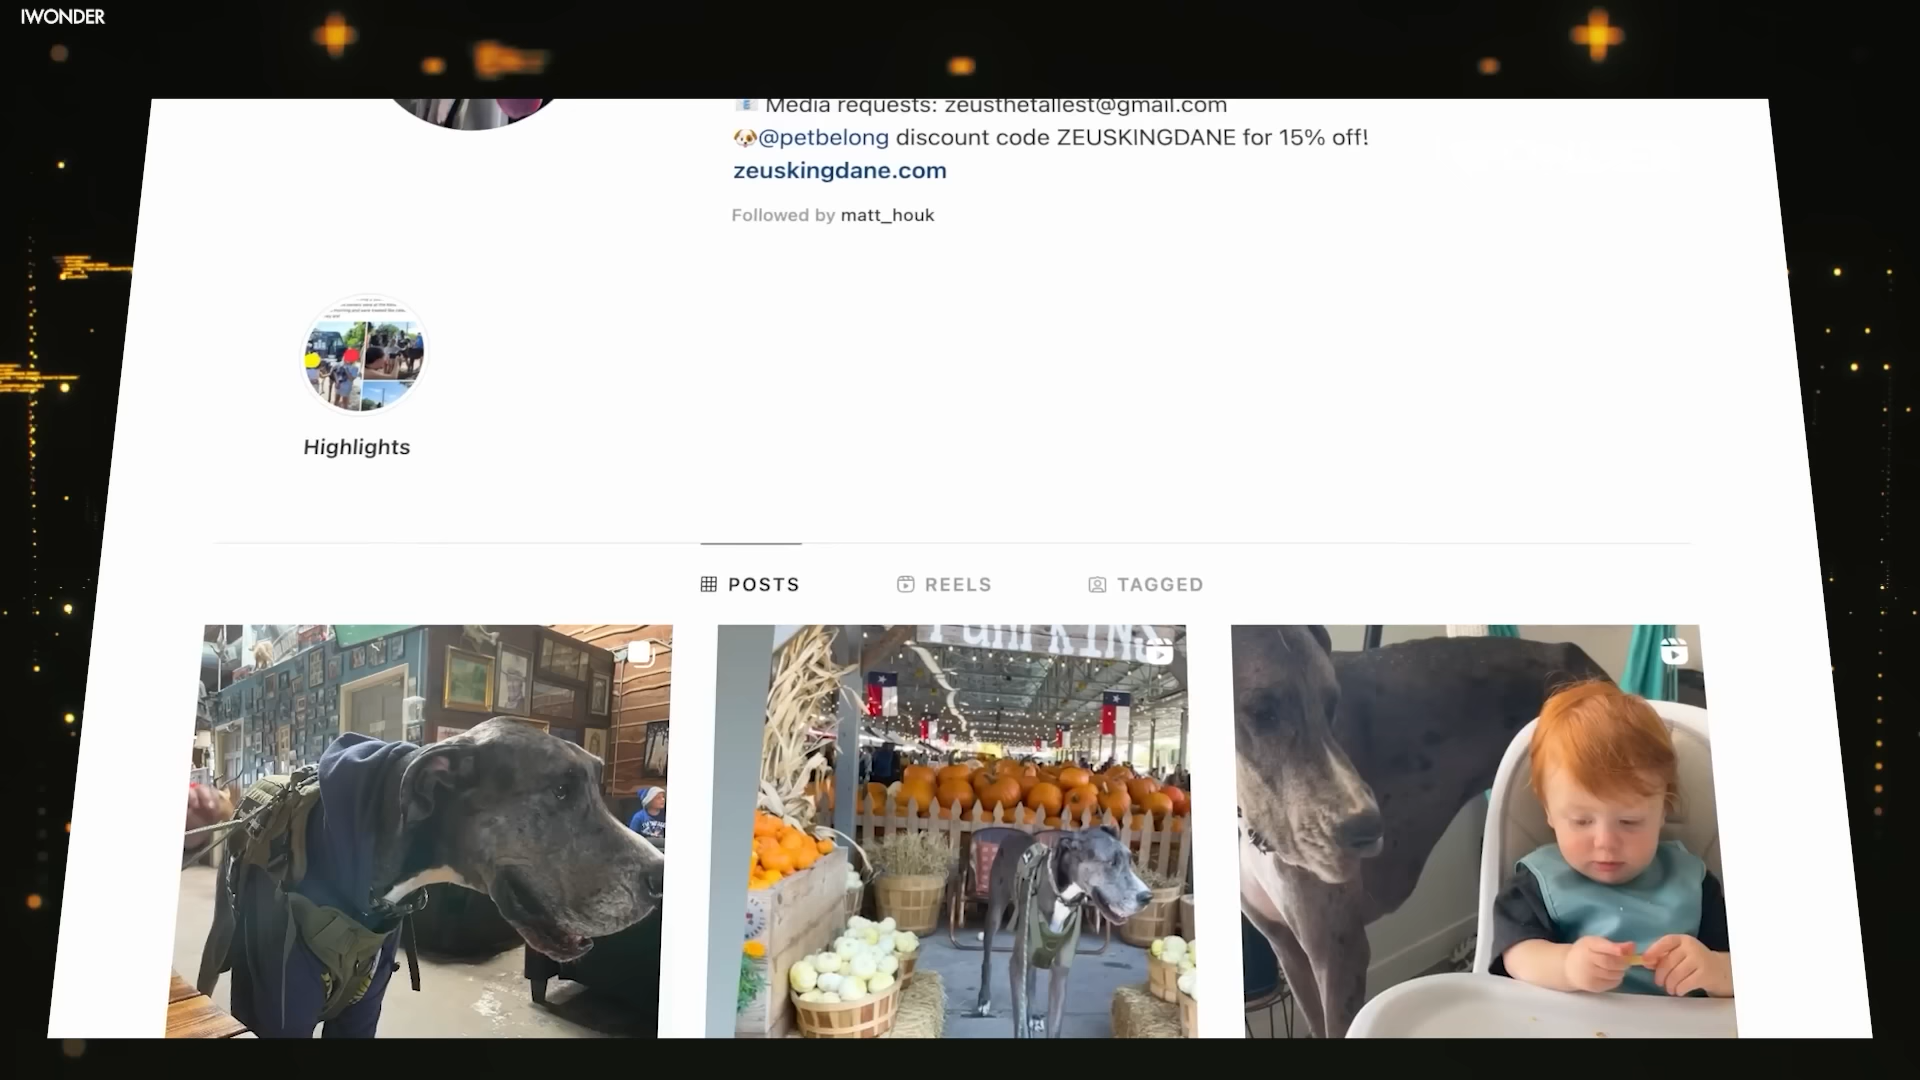 IWONDER
Media requests: zeusthetallest@gmail.com
@petbelong discount code ZEUSKINGDANE for 15% off!
zeuskingdane.com
Followed by matt_houk
Highlights
POSTS
REELS
TAGGED
PumPKINS